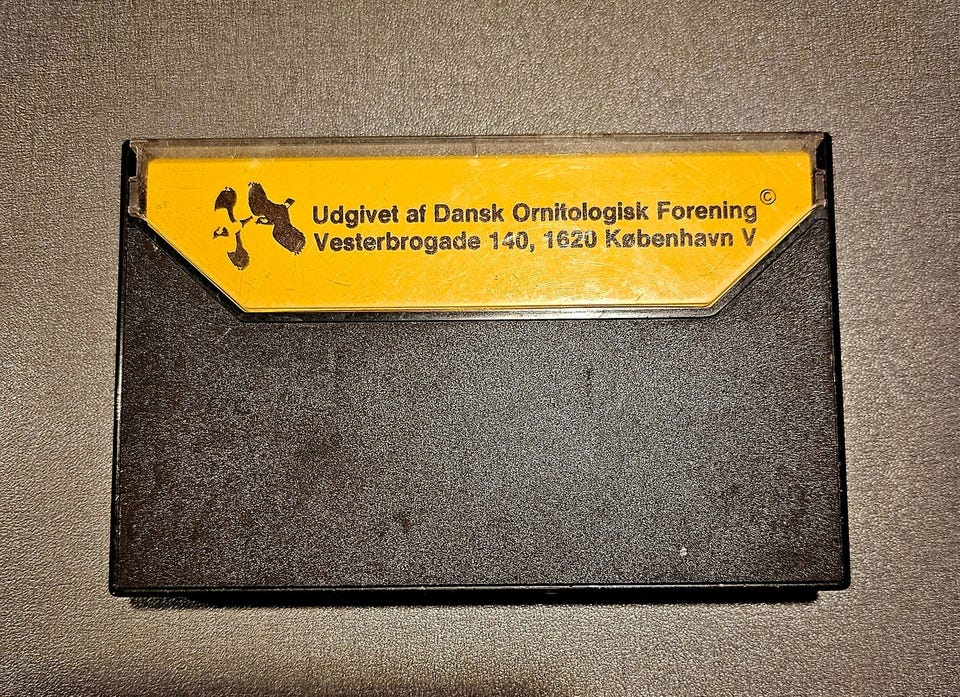 Udgivet af Dansk Ornitologisk Forening ©
Vesterbrogade 140, 1620 København V